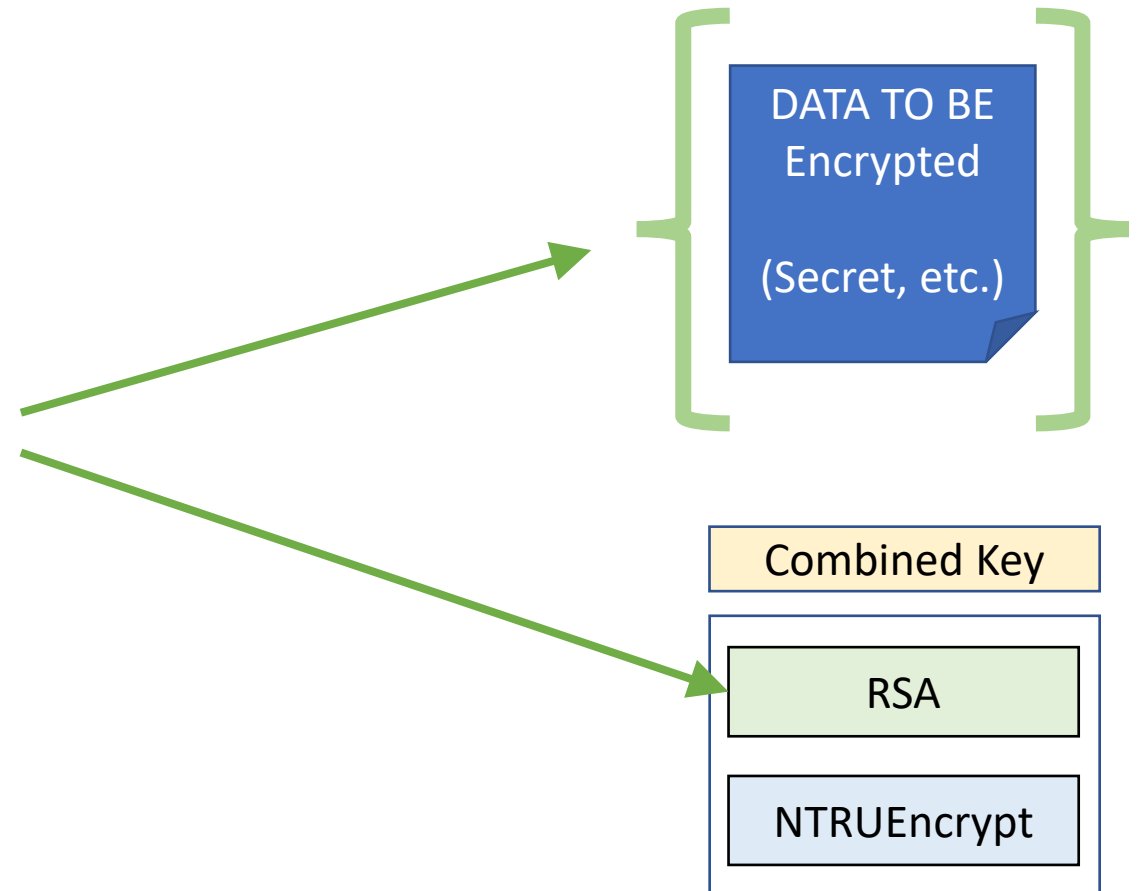 DATA TO BE
Encrypted
(Secret, etc.)
Combined Key
RSA
NTRUEncrypt